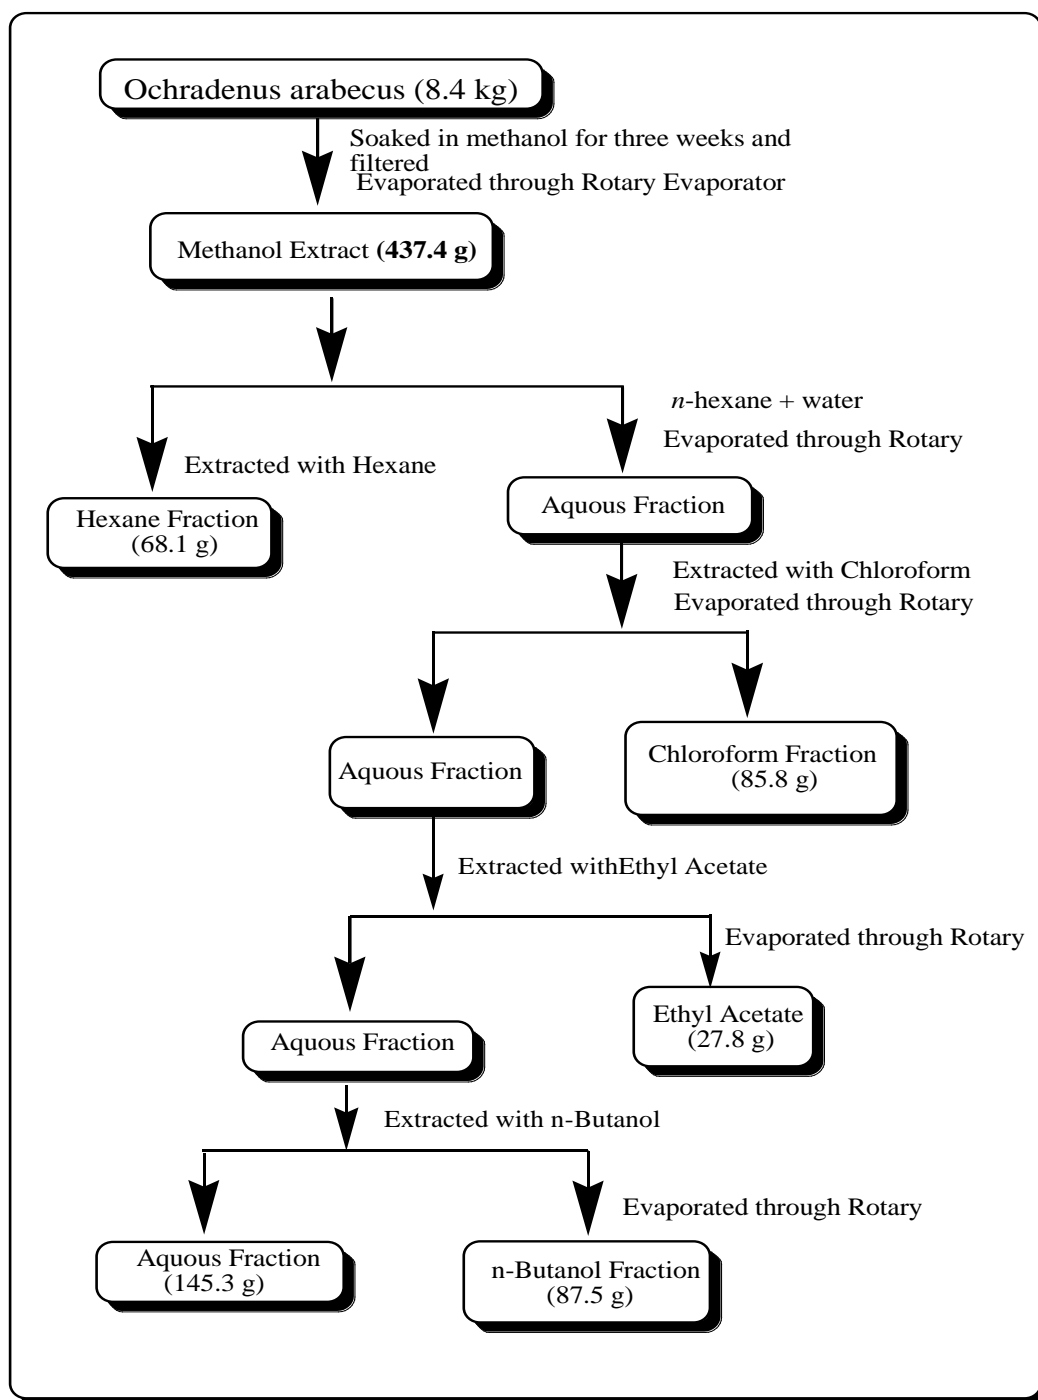 Ochradenus arabecus (8.4 kg)
Soaked in methanol for three weeks and
filtered
Evaporated through Rotary Evaporator
Methanol Extract (437.4 g)
n-hexane + water
Evaporated through Rotary
Extracted with Hexane
Hexane Fraction
(68.1 g)
Aquous Fraction
Extracted with Chloroform
Evaporated through Rotary
Aquous Fraction
Chloroform Fraction
(85.8 g)
Extracted withEthyl Acetate
Evaporated through Rotary
Ethyl Acetate
(27.8 g)
Aquous Fraction
Extracted with n-Butanol
Evaporated through Rotary
Aquous Fraction
(145.3 g)
n-Butanol Fraction
(87.5 g)